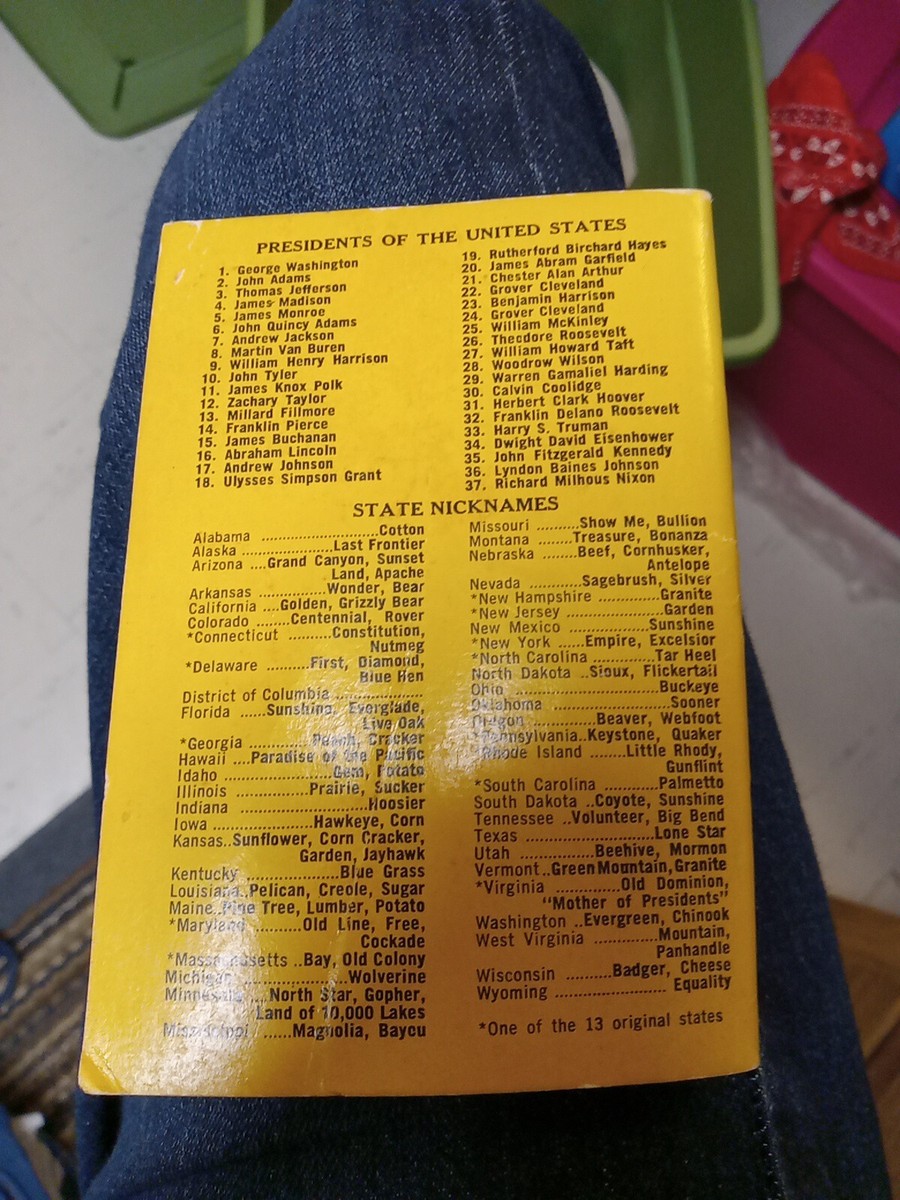 PRESIDENTS OF THE UNITED STATES
1. George Washington
2. John Adams
3. Thomas Jefferson
4. James Madison
5. James Monroe
6. John Quincy Adams
7. Andrew Jackson
8. Martin Van Buren
9. William Henry Harrison
10. John Tyler
11. James Knox Polk
12. Zachary Taylor
13. Millard Fillmore
14. Franklin Pierce
15. James Buchanan
16. Abraham Lincoln
17. Andrew Johnson
18. Ulysses Simpson Grant
19. Rutherford Birchard Hayes
20. James Abram Garfield
21. Chester Alan Arthur
22. Grover Cleveland
23. Benjamin Harrison
24. Grover Cleveland
25. William McKinley
26. Theodore Roosevelt
27. William Howard Taft
28. Woodrow Wilson
29. Warren Gamaliel Harding
30. Calvin Coolidge
31. Herbert Clark Hoover
32. Franklin Delano Roosevelt
33. Harry S. Truman
34. Dwight David Eisenhower
35. John Fitzgerald Kennedy
36. Lyndon Baines Johnson
37. Richard Milhous Nixon
STATE NICKNAMES
Alabama ......................Cotton
Alaska .................Last Frontier
Arizona ....Grand Canyon, Sunset
Land, Apache
Arkansas ...............Wonder, Bear
California ....Golden, Grizzly Bear
Colorado ........Centennial, Rover
*Connecticut ..........Constitution,
Nutmeg
*Delaware ..........First, Diamond,
Blue Hen
District of Columbia ..................
Florida ......Sunshine, Everglade,
Live Oak
*Georgia .............Peach, Cracker
Hawaii ....Paradise of the Pacific
Idaho ......................Gem, Potato
Illinois ...............Prairie, Sucker
Indiana ..........................Hoosier
Iowa .....................Hawkeye, Corn
Kansas..Sunflower, Corn Cracker,
Garden, Jayhawk
Kentucky ...................Blue Grass
Louisiana..Pelican, Creole, Sugar
Maine..Pine Tree, Lumber, Potato
*Maryland ..........Old Line, Free,
Cockade
*Massachusetts ..Bay, Old Colony
Michigan ......................Wolverine
Minnesota ....North Star, Gopher,
Land of 10,000 Lakes
Mississippi ......Magnolia, Bayou
Missouri ..........Show Me, Bullion
Montana ........Treasure, Bonanza
Nebraska ........Beef, Cornhusker,
Antelope
Nevada ............Sagebrush, Silver
*New Hampshire ..............Granite
*New Jersey ......................Garden
New Mexico ..................Sunshine
*New York ......Empire, Excelsior
*North Carolina ..............Tar Heel
North Dakota ..Sioux, Flickertail
Ohio ................................Buckeye
Oklahoma ..........................Sooner
Oregon ..............Beaver, Webfoot
*Pennsylvania..Keystone, Quaker
*Rhode Island ........Little Rhody,
Gunflint
*South Carolina ............Palmetto
South Dakota ..Coyote, Sunshine
Tennessee ..Volunteer, Big Bend
Texas ...........................Lone Star
Utah ................Beehive, Mormon
Vermont..Green Mountain, Granite
*Virginia ..............Old Dominion,
"Mother of Presidents"
Washington ..Evergreen, Chinook
West Virginia ..............Mountain,
Panhandle
Wisconsin ..........Badger, Cheese
Wyoming ........................Equality
*One of the 13 original states